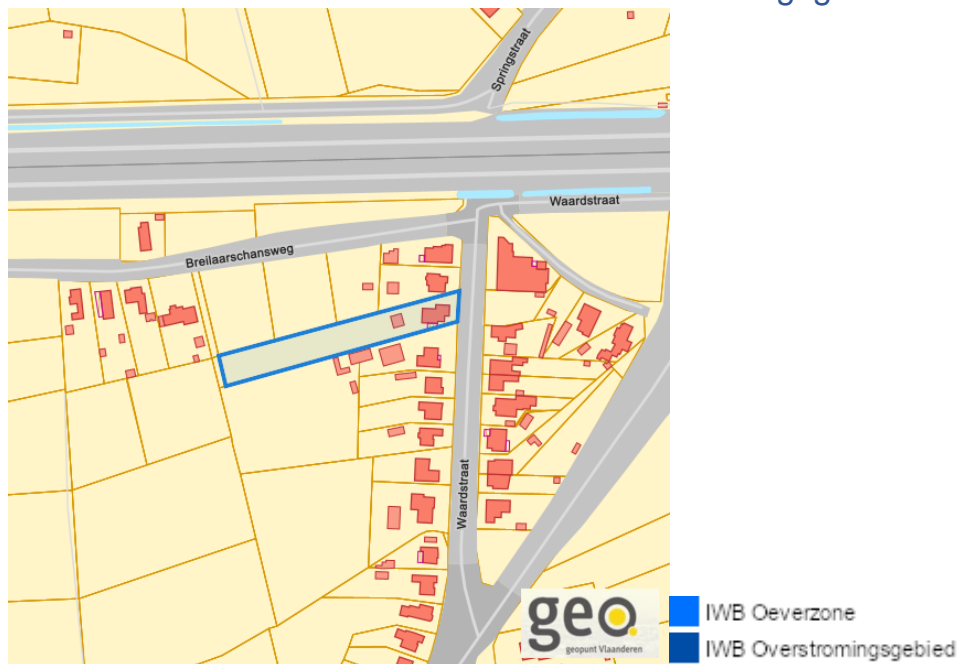 Springstraat
Waardstraat
Breilaarschansweg
Waardstraat
geo.
geopunt Vlaanderen
IWB Oeverzone
IWB Overstromingsgebied